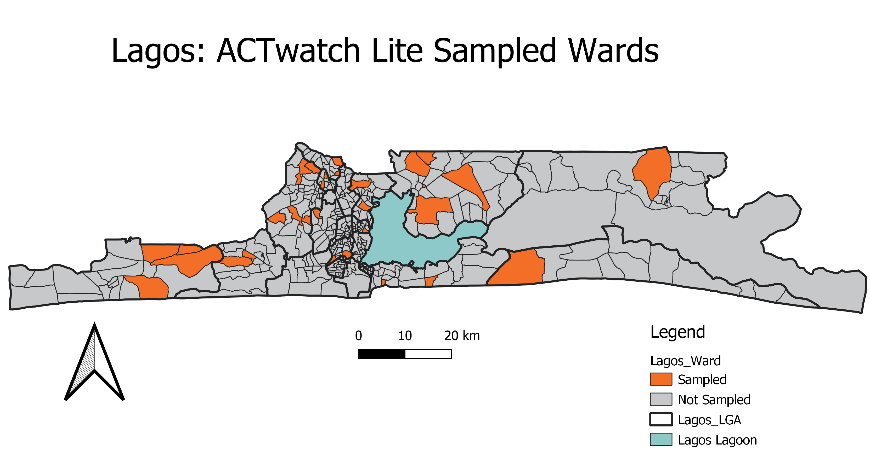 Lagos: ACTwatch Lite Sampled Wards
0 10 20 km
Legend
Lagos_Ward
Sampled
Not Sampled
Lagos_LGA
Lagos Lagoon